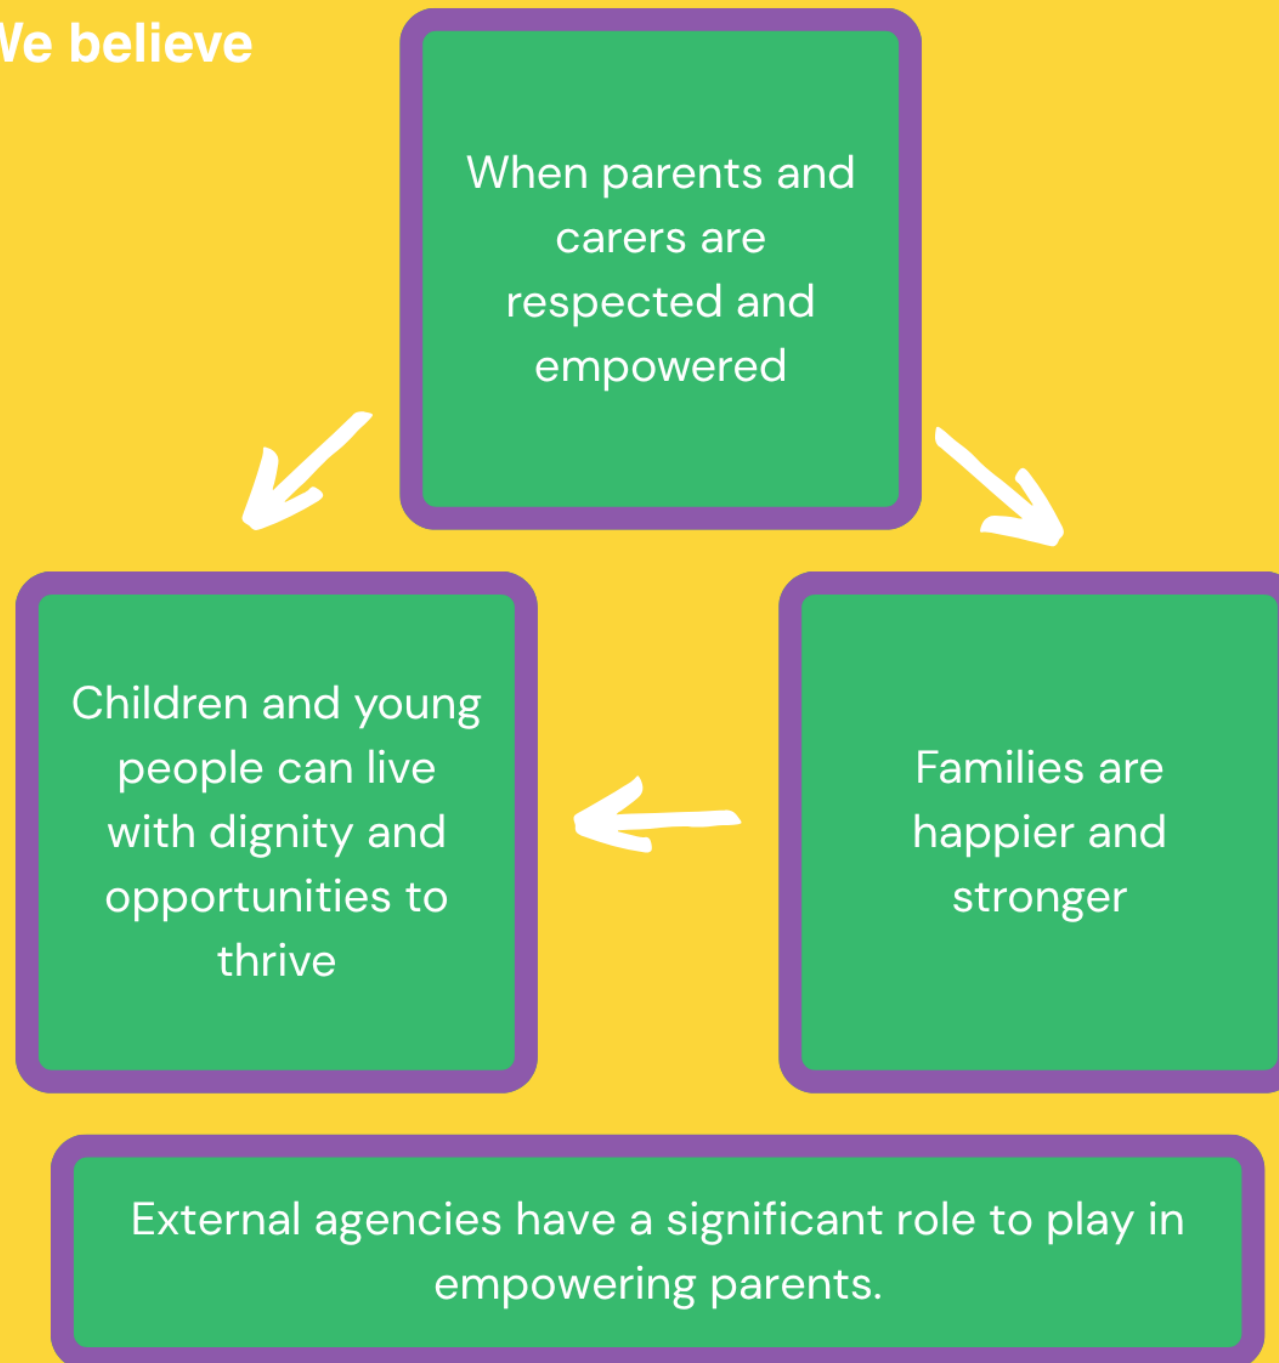 We believe
When parents and
carers are
respected and
empowered
Children and young
people can live
with dignity and
opportunities to
thrive
Families are
happier and
stronger
External agencies have a significant role to play in
empowering parents.